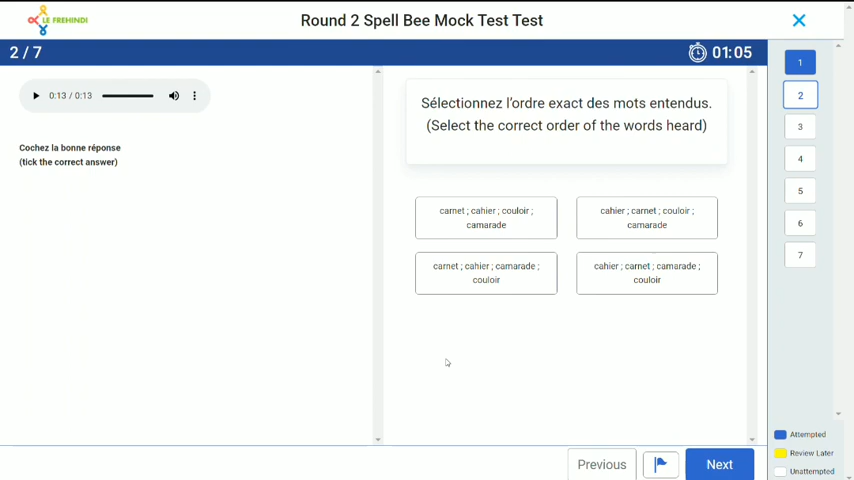 LE FREHINDI
Round 2 Spell Bee Mock Test Test
2 / 7
01:05
0:13 / 0:13
Cochez la bonne réponse
(tick the correct answer)
Sélectionnez l'ordre exact des mots entendus.
(Select the correct order of the words heard)
carnet ; cahier ; couloir ;
camarade
cahier ; carnet ; couloir ;
camarade
carnet ; cahier ; camarade ;
couloir
cahier ; carnet ; camarade ;
couloir
Previous
Next
1
2
3
4
5
6
7
Attempted
Review Later
Unattempted